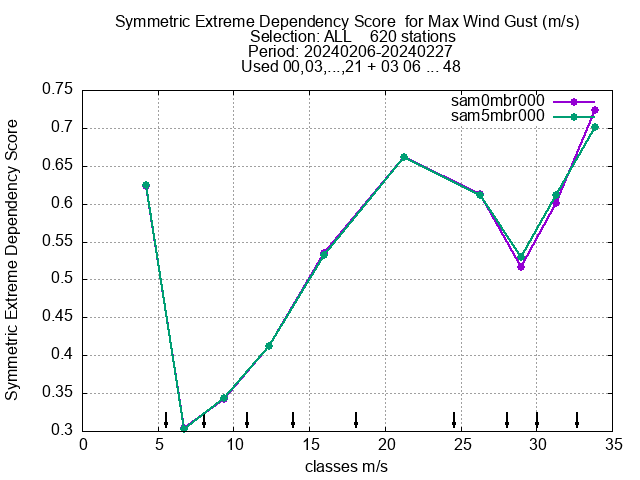 Symmetric Extreme Dependency Score  for Max Wind Gust (m/s)
Selection: ALL    620 stations
Period: 20240206-20240227
Used 00,03,...,21 + 03 06 ... 48
sam0mbr000
sam5mbr000
Symmetric Extreme Dependency Score
0.75
0.7
0.65
0.6
0.55
0.5
0.45
0.4
0.35
0.3
0 5 10 15 20 25 30 35
classes m/s